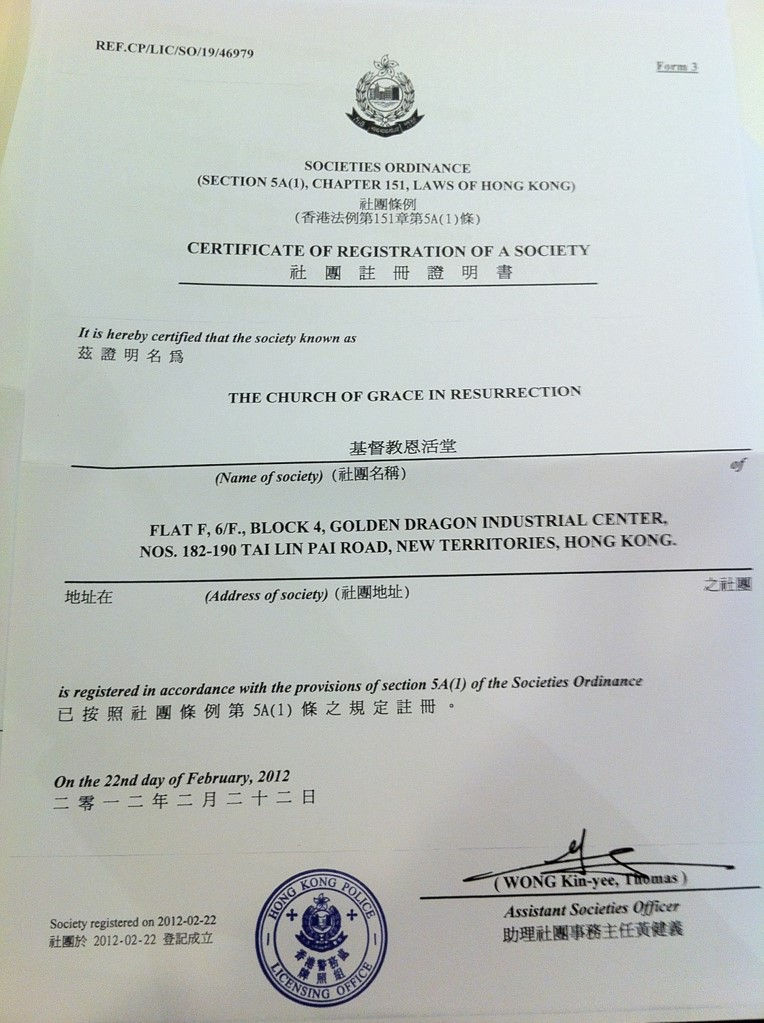 REF.CP/LIC/SO/19/46979
Form 3
SOCIETIES ORDINANCE
(SECTION 5A(1), CHAPTER 151, LAWS OF HONG KONG)
社團條例
(香港法例第151章第5A(1)條)
CERTIFICATE OF REGISTRATION OF A SOCIETY
社團註冊證明書
It is hereby certified that the society known as
茲證明名為
THE CHURCH OF GRACE IN RESURRECTION
基督教恩活堂
of
(Name of society) (社團名稱)
FLAT F, 6/F., BLOCK 4, GOLDEN DRAGON INDUSTRIAL CENTER,
NOS. 182-190 TAI LIN PAI ROAD, NEW TERRITORIES, HONG KONG.
地址在 (Address of society) (社團地址) 之社團
is registered in accordance with the provisions of section 5A(1) of the Societies Ordinance
已按照社團條例第 5A(1) 條之規定註冊。
On the 22nd day of February, 2012
二零一二年二月二十二日
( WONG Kin-yee, Thomas )
Assistant Societies Officer
助理社團事務主任黃健義
Society registered on 2012-02-22
社團於 2012-02-22 登記成立
HONG KONG POLICE
香港警務處
牌照組
LICENSING OFFICE